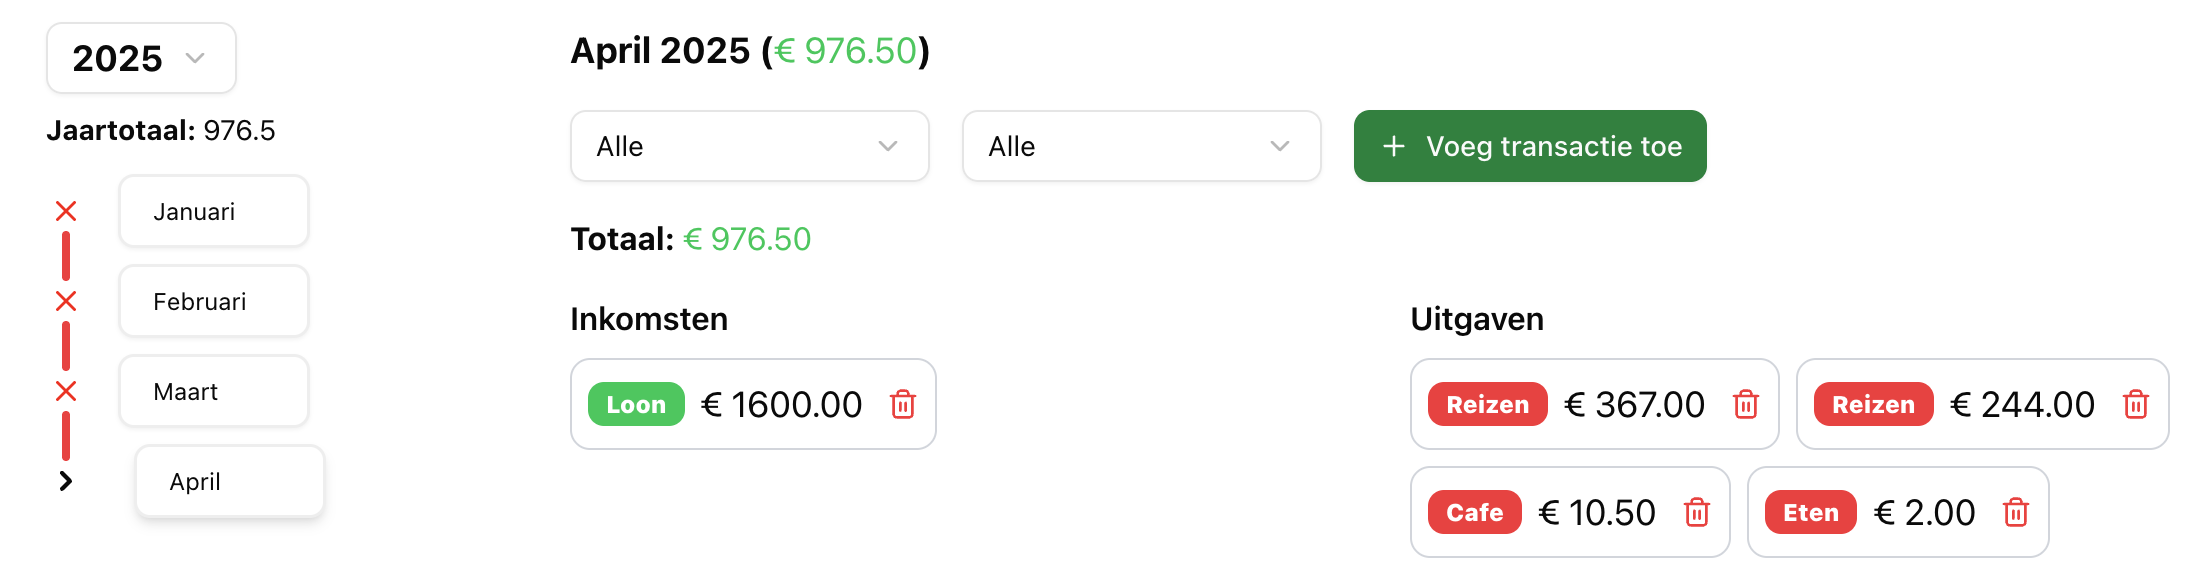 2025
Jaartotaal: 976.5
Januari
Februari
Maart
April
April 2025 (€ 976.50)
Alle
Alle
Voeg transactie toe
Totaal: € 976.50
Inkomsten
Loon € 1600.00
Uitgaven
Reizen € 367.00
Reizen € 244.00
Cafe € 10.50
Eten € 2.00